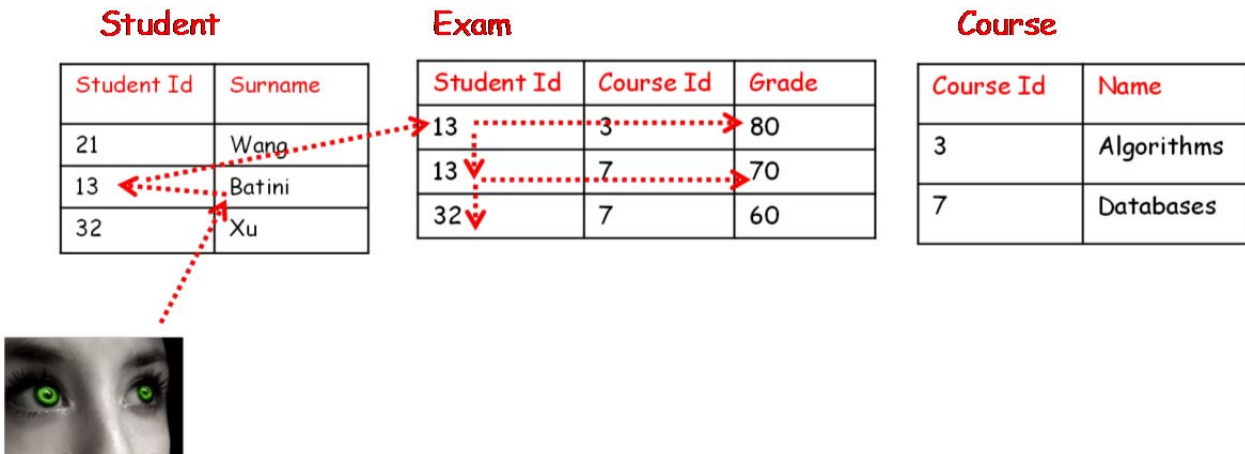 Student Exam Course
Student Id Surname
21 Wang
13 Batini
32 Xu
Student Id Course Id Grade
13 3 80
13 7 70
32 7 60
Course Id Name
3 Algorithms
7 Databases